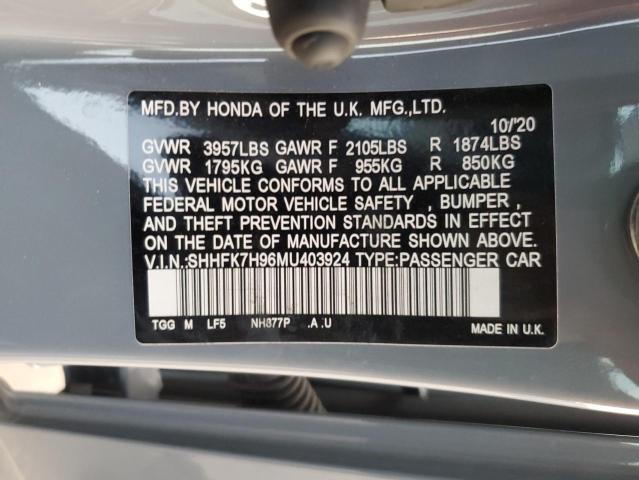 MFD.BY HONDA OF THE U.K. MFG.,LTD.
10/'20
GVWR 3957LBS GAWR F 2105LBS R 1874LBS
GVWR 1795KG GAWR F 955KG R 850KG
THIS VEHICLE CONFORMS TO ALL APPLICABLE
FEDERAL MOTOR VEHICLE SAFETY , BUMPER ,
AND THEFT PREVENTION STANDARDS IN EFFECT
ON THE DATE OF MANUFACTURE SHOWN ABOVE.
V.I.N.:SHHFK7H96MU403924 TYPE:PASSENGER CAR
TGG M LF5 NH877P .A .U MADE IN U.K.